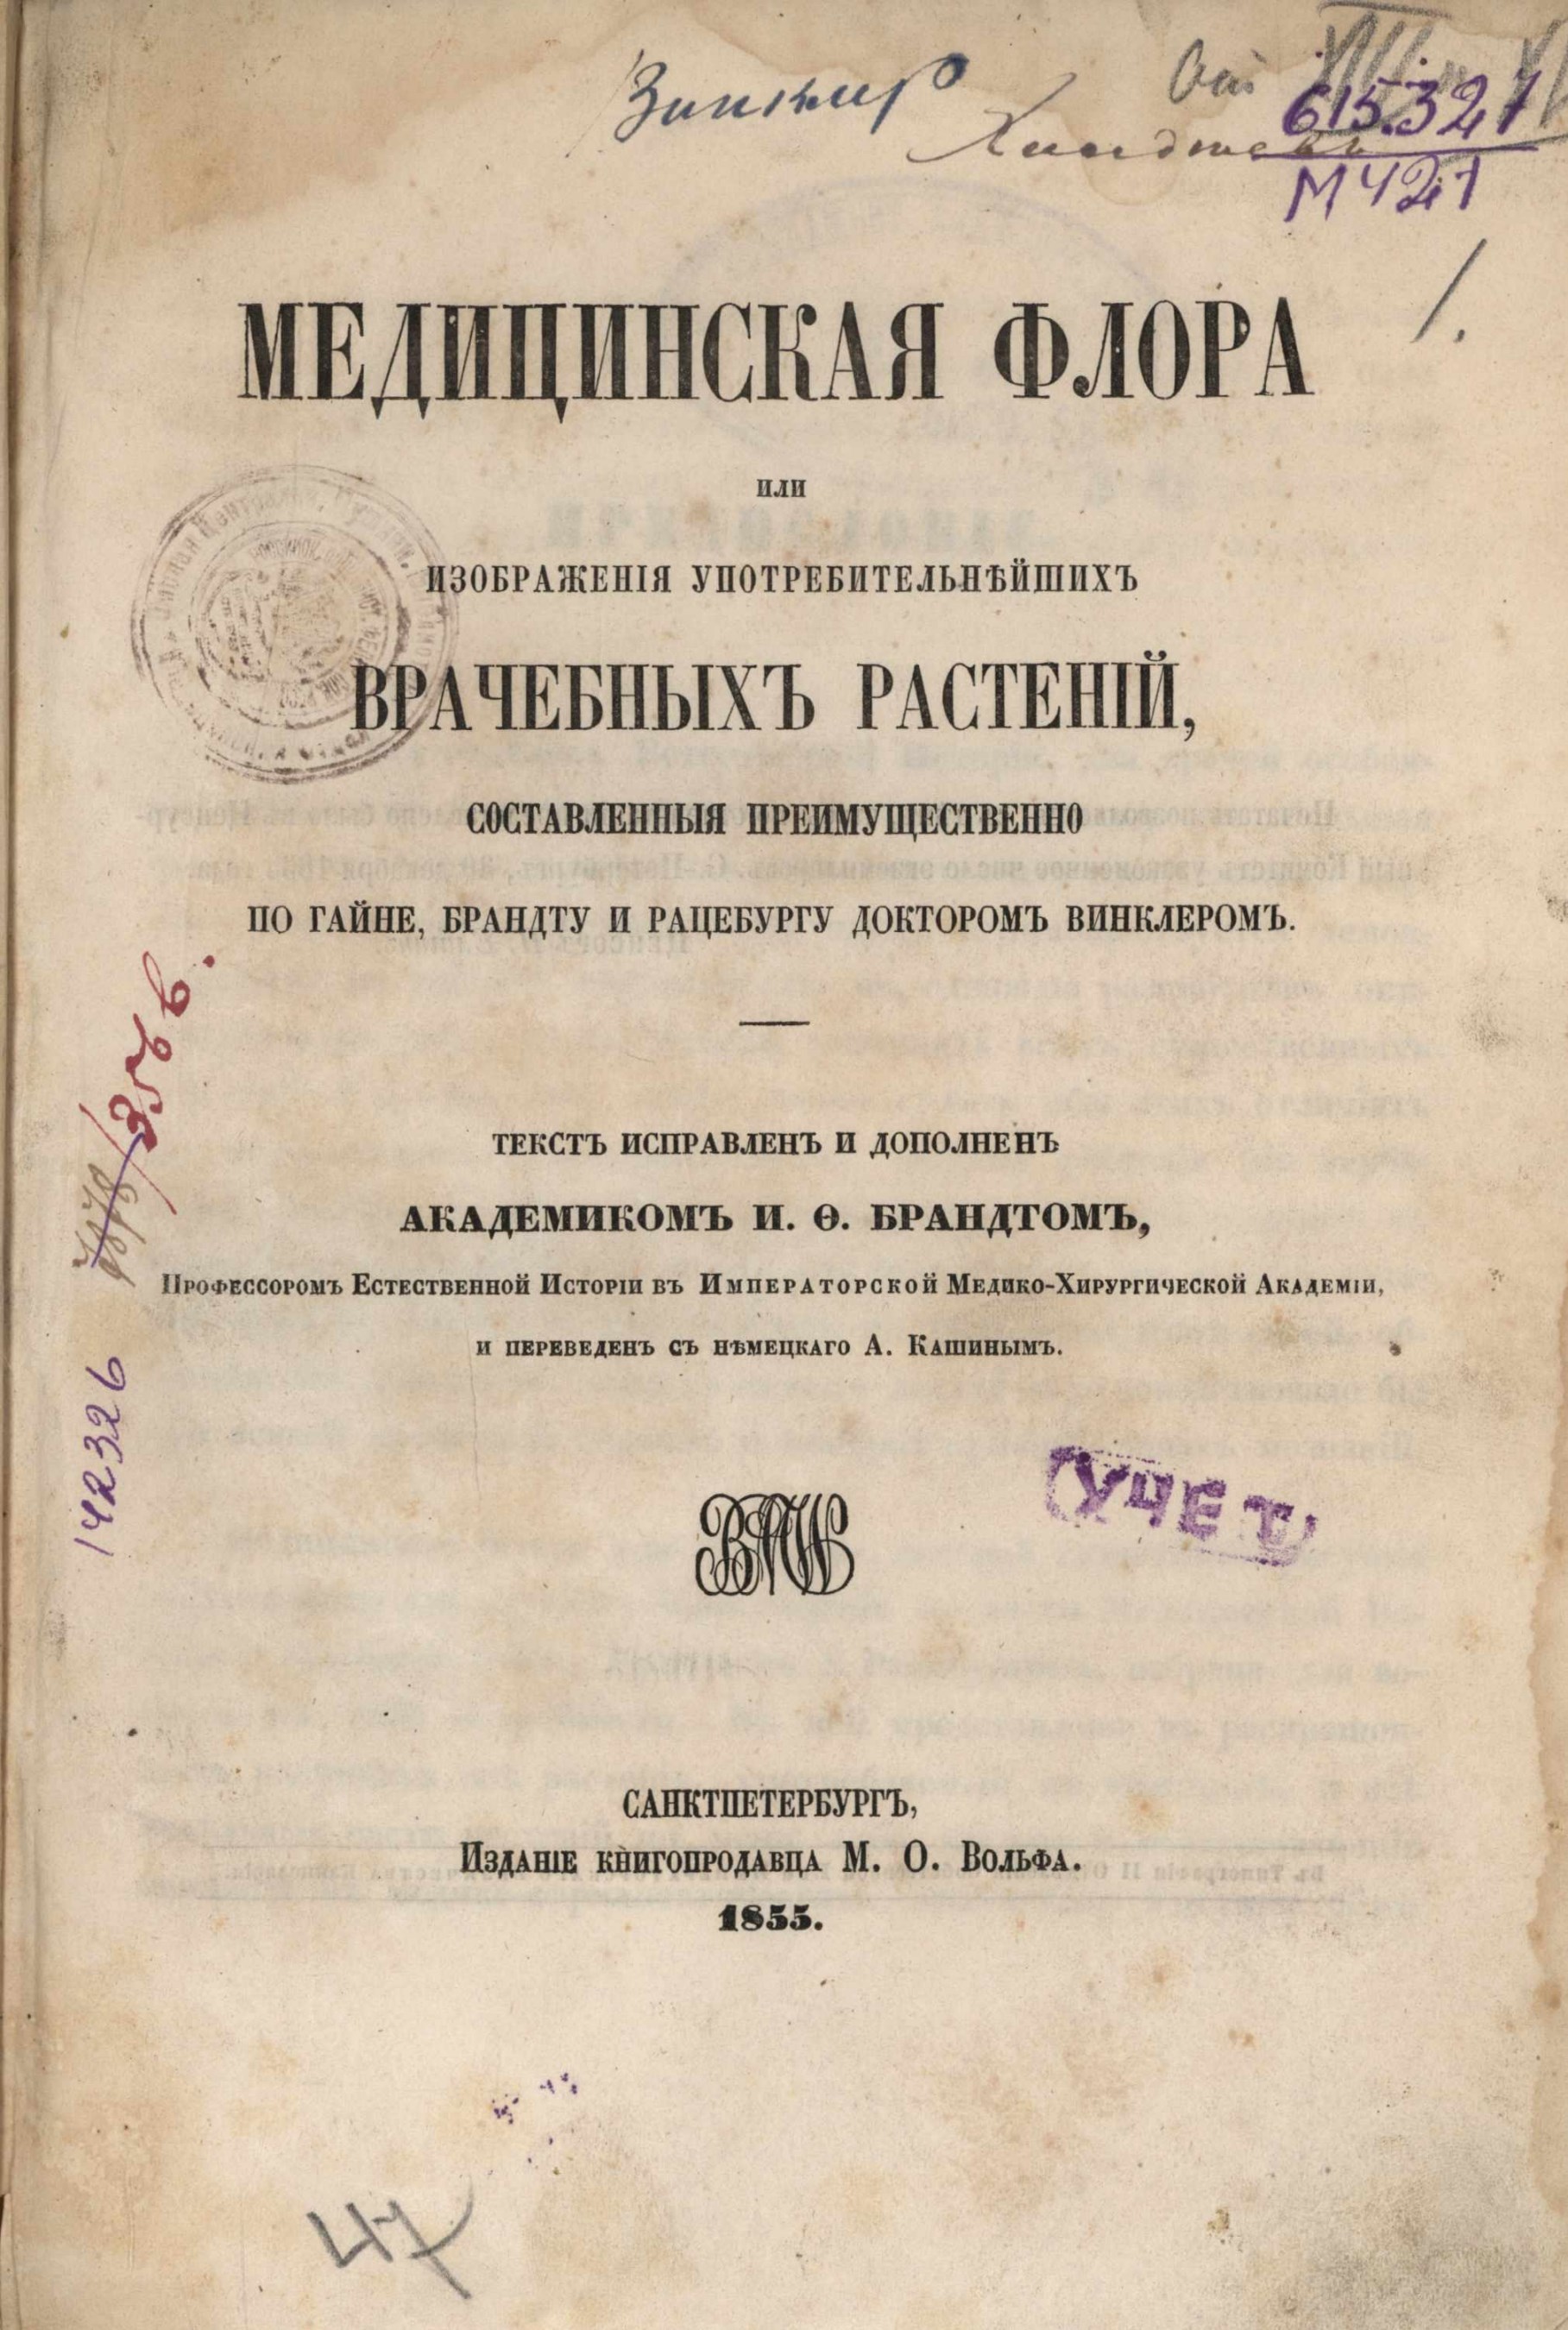 615.321
М421
1.
МЕДИЦИНСКАЯ ФЛОРА
ИЛИ
ИЗОБРАЖЕНІЯ УПОТРЕБИТЕЛЬНѢЙШИХЪ
ВРАЧЕБНЫХЪ РАСТЕНІЙ,
СОСТАВЛЕННЫЯ ПРЕИМУЩЕСТВЕННО
ПО ГАЙНЕ, БРАНДТУ И РАЦЕБУРГУ ДОКТОРОМЪ ВИНКЛЕРОМЪ.
ТЕКСТЪ ИСПРАВЛЕНЪ И ДОПОЛНЕНЪ
АКАДЕМИКОМЪ И. Ѳ. БРАНДТОМЪ,
Профессоромъ Естественной Исторіи въ Императорской Медико-Хирургической Академіи,
и переведенъ съ нѣмецкаго А. Кашинымъ.
142326
УЧЕТ
САНКТПЕТЕРБУРГЪ,
Изданіе книгопродавца М. О. Вольфа.
1855.
47